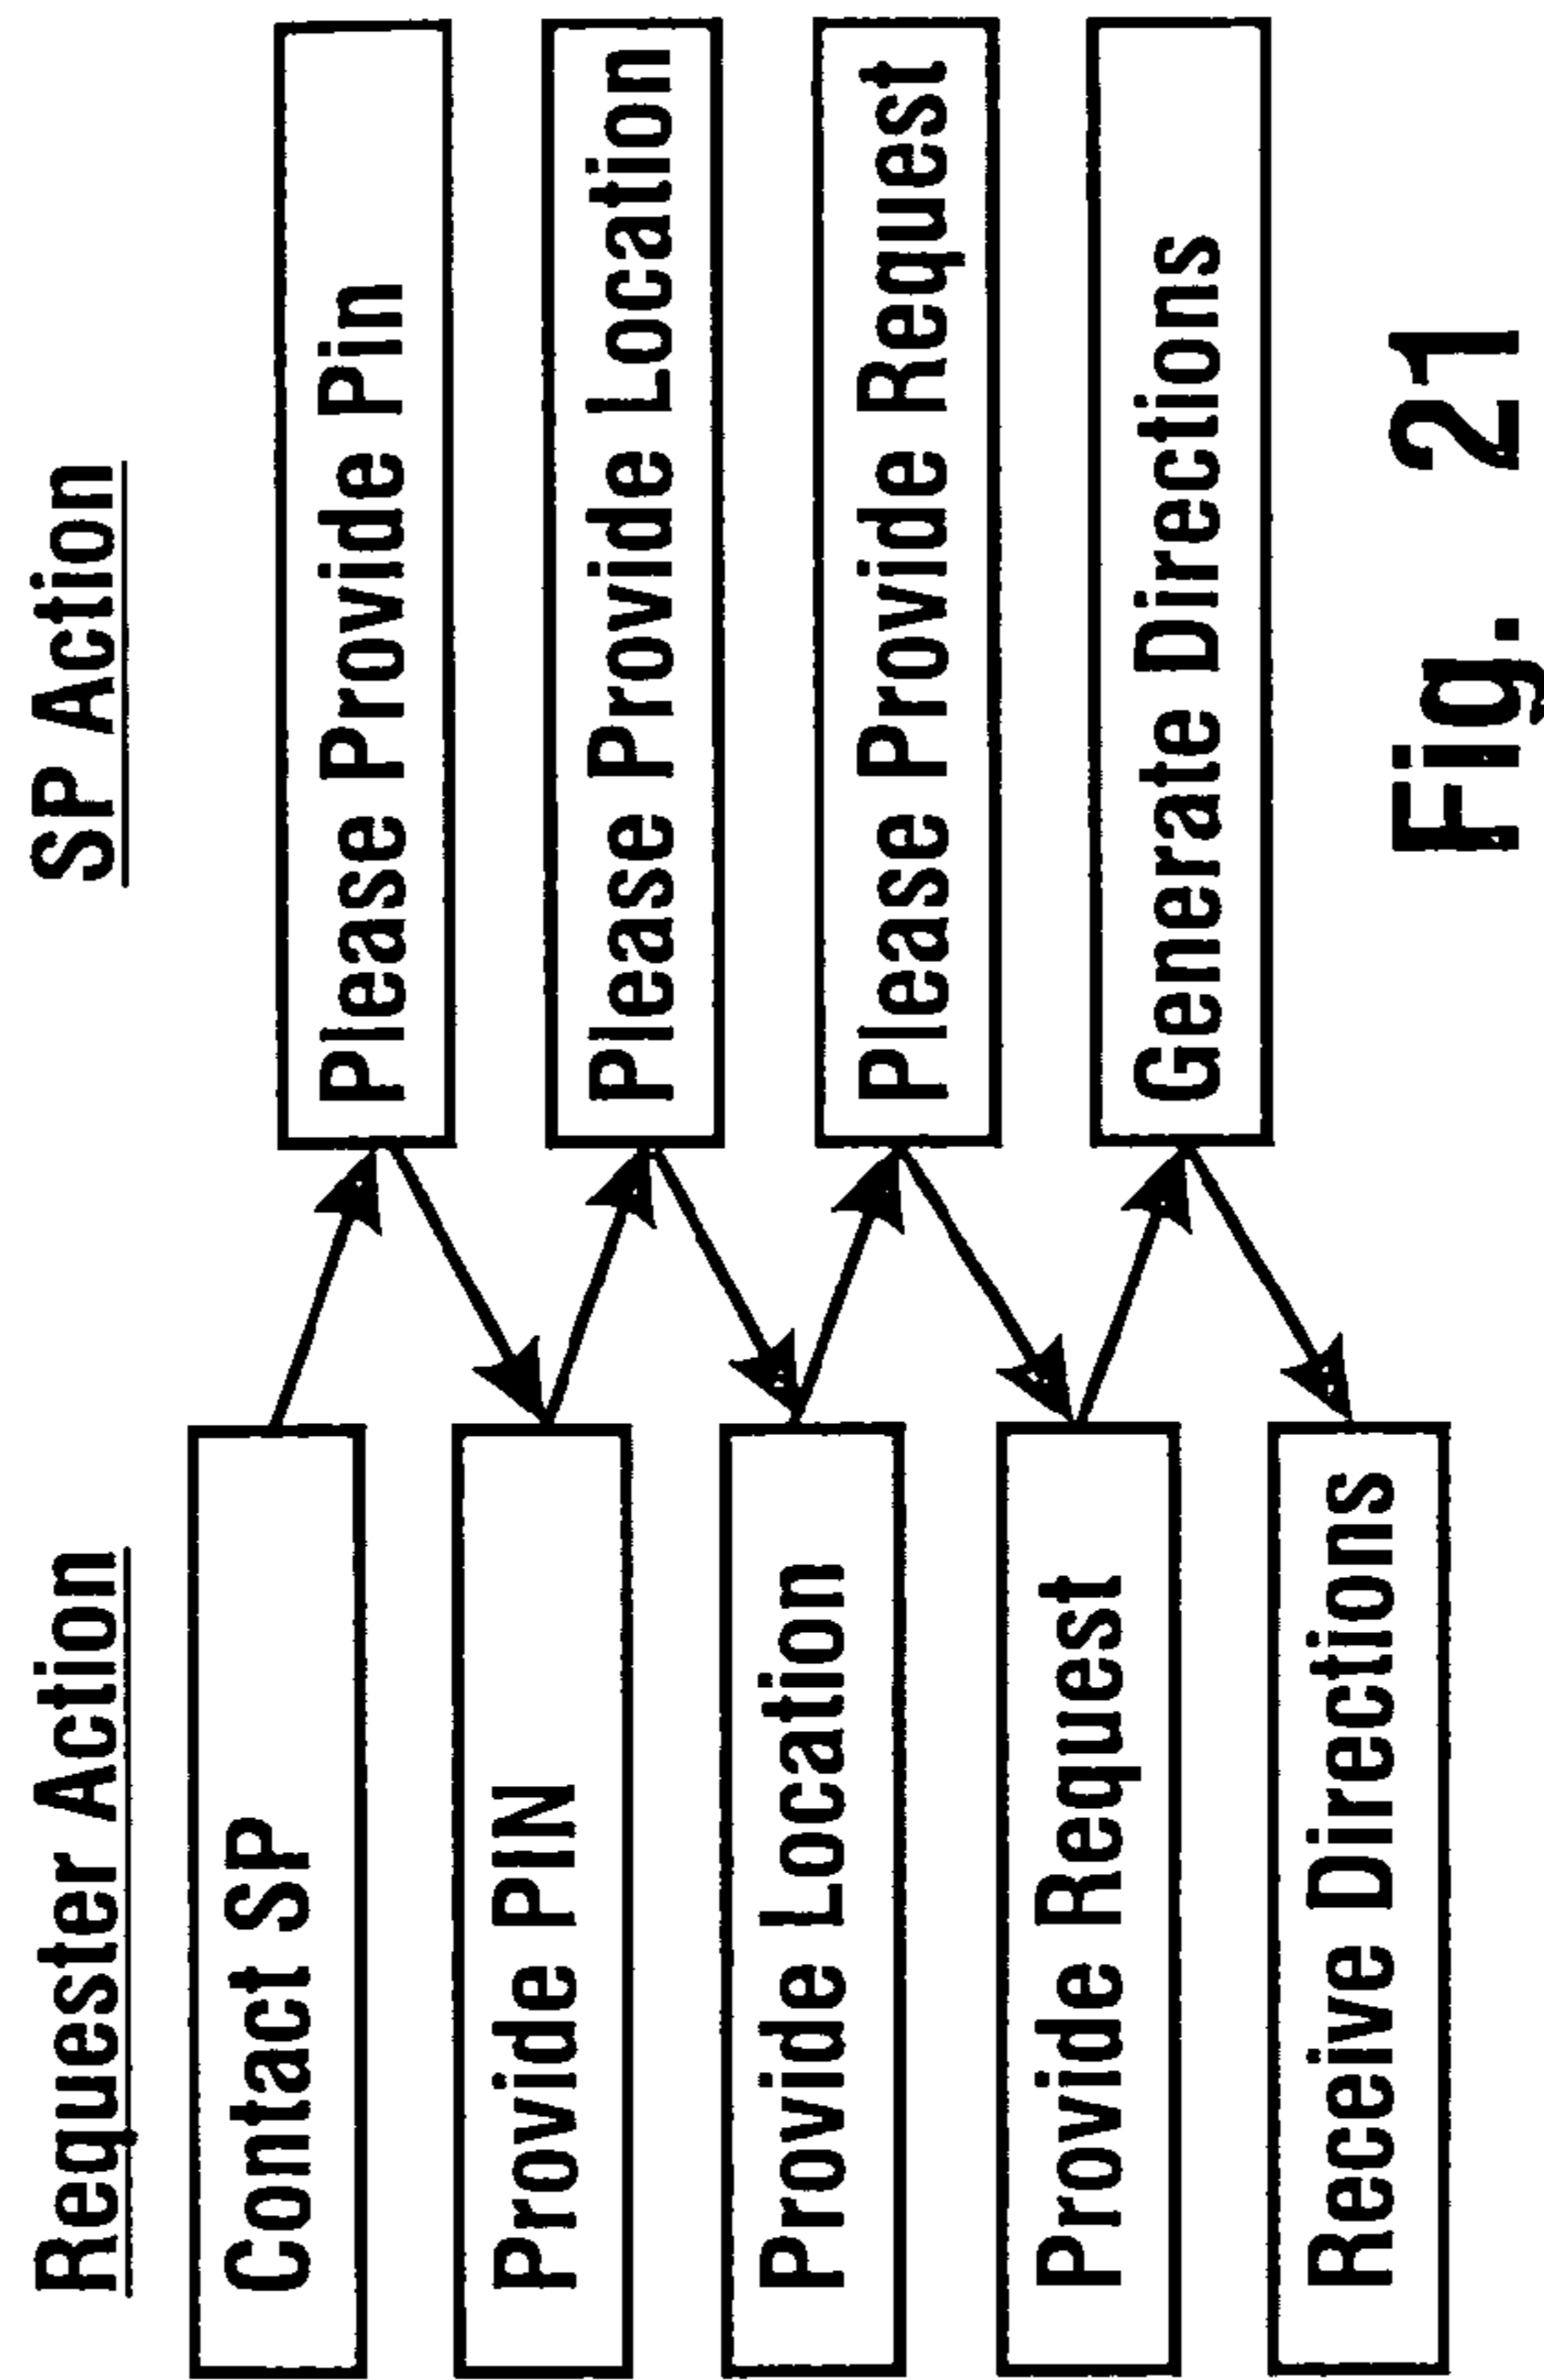 Requester Action
SP Action
Contact SP
Please Provide Pin
Provide PIN
Please Provide Location
Provide Location
Please Provide Request
Provide Request
Generate Directions
Receive Directions
Fig. 21